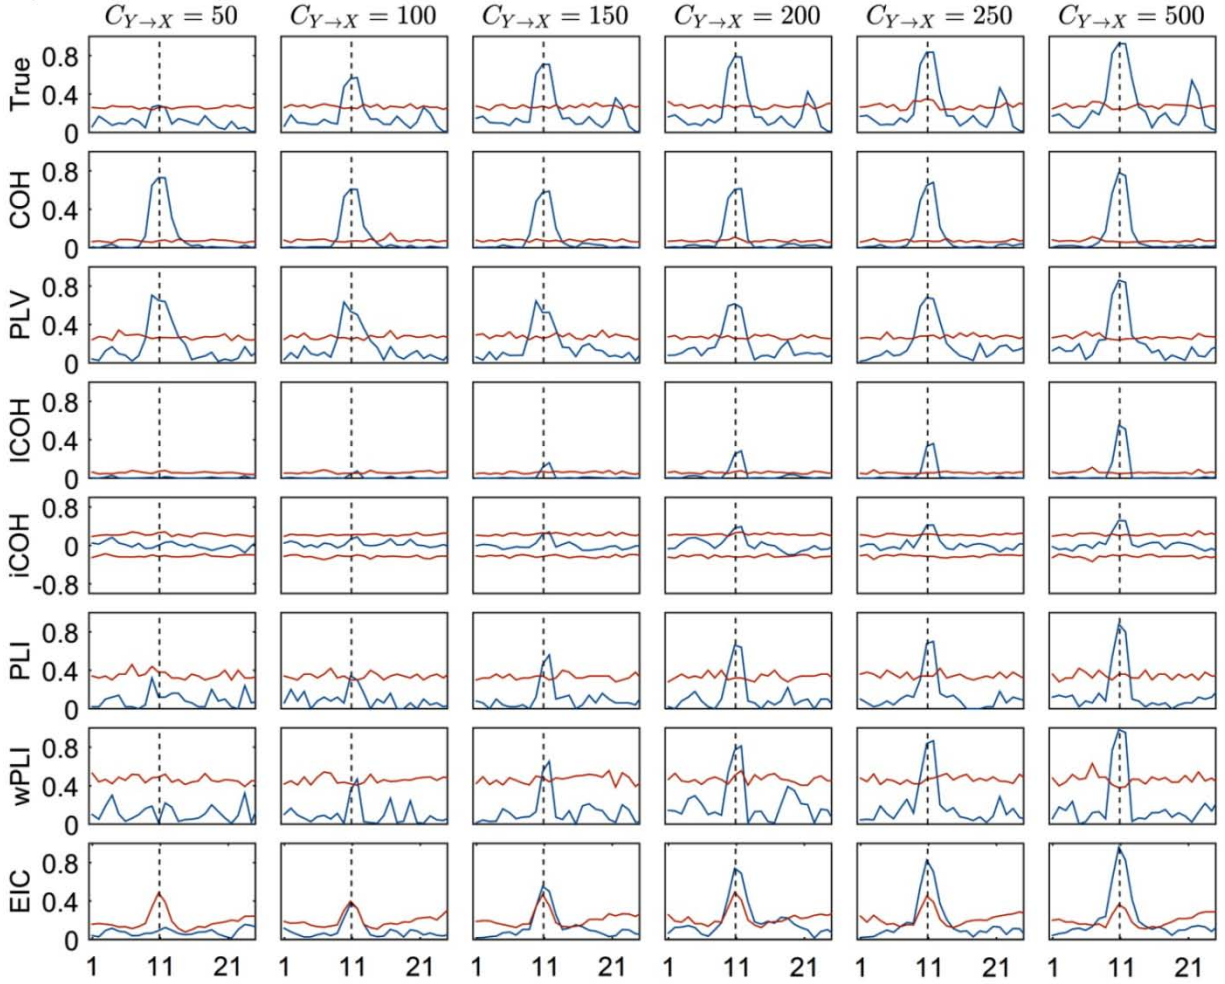 C_{Y→X} = 50 C_{Y→X} = 100 C_{Y→X} = 150 C_{Y→X} = 200 C_{Y→X} = 250 C_{Y→X} = 500
True 0.8 0.4 0
COH 0.8 0.4 0
PLV 0.8 0.4 0
ICOH 0.8 0.4 0
iCOH 0.8 0 -0.8
PLI 0.8 0.4 0
wPLI 0.8 0.4 0
EIC 0.8 0.4 0
1 11 21 1 11 21 1 11 21 1 11 21 1 11 21 1 11 21